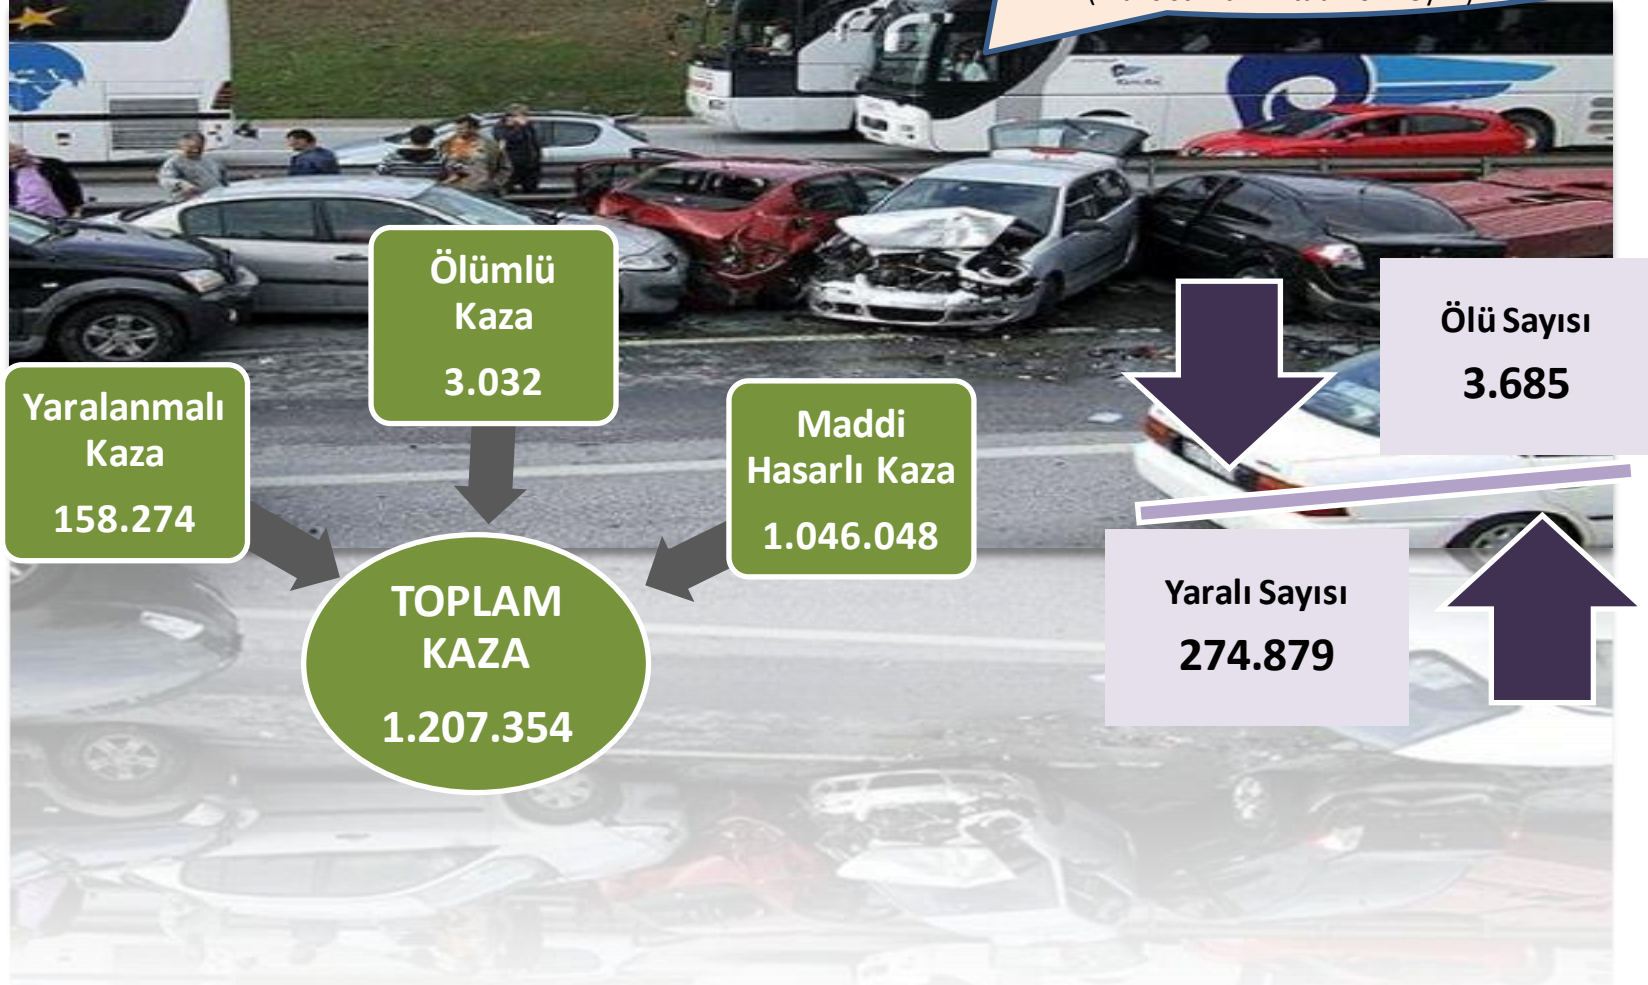 Ölümlü
Kaza
3.032
Yaralanmalı
Kaza
158.274
Maddi
Hasarlı Kaza
1.046.048
TOPLAM
KAZA
1.207.354
Ölü Sayısı
3.685
Yaralı Sayısı
274.879